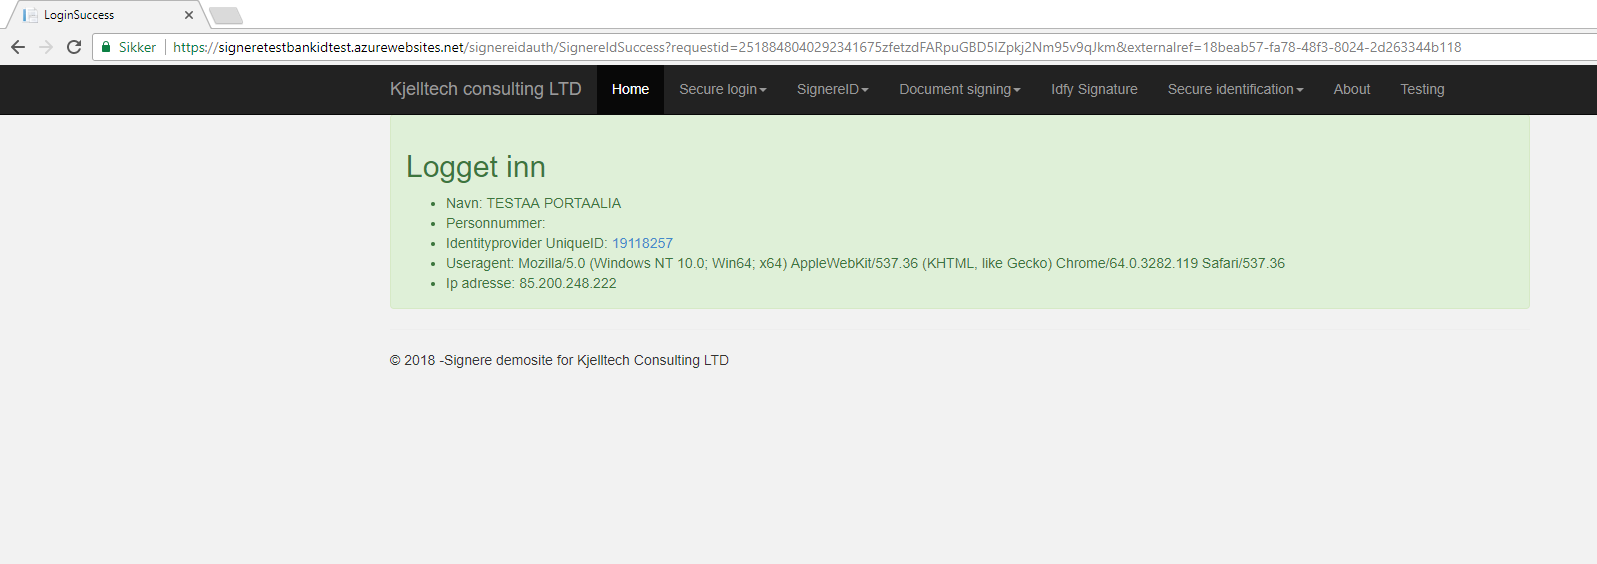 LoginSuccess
Sikker https://signeretestbankidtest.azurewebsites.net/signereidauth/SignereIdSuccess?requestid=2518848040292341675zfetzdFARpuGBD5IZpkj2Nm95v9qJkm&externalref=18beab57-fa78-48f3-8024-2d263344b118
Kjelltech consulting LTD Home Secure login SignereID Document signing Idfy Signature Secure identification About Testing
Logget inn
Navn: TESTAA PORTAALIA
Personnummer:
Identityprovider UniqueID: 19118257
Useragent: Mozilla/5.0 (Windows NT 10.0; Win64; x64) AppleWebKit/537.36 (KHTML, like Gecko) Chrome/64.0.3282.119 Safari/537.36
Ip adresse: 85.200.248.222
© 2018 -Signere demosite for Kjelltech Consulting LTD